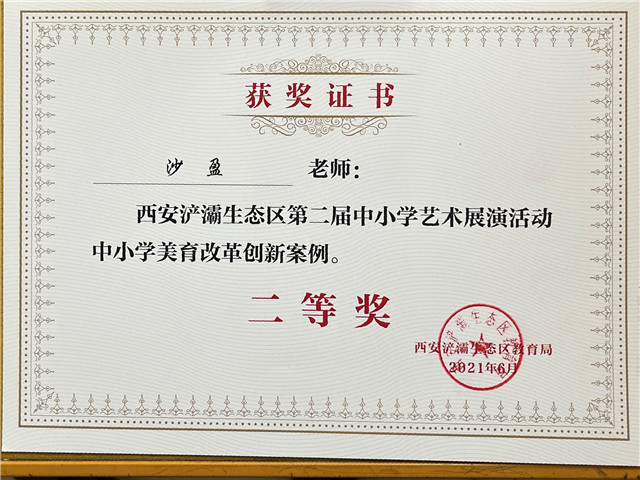 获奖证书
沙盈 老师：
西安浐灞生态区第二届中小学艺术展演活动
中小学美育改革创新案例。
二等奖
西安浐灞生态区教育局
2021年6月